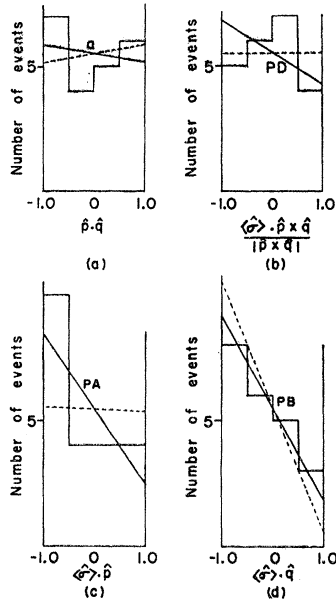 Number of events
5
α
-1.0 0 1.0
p̂·q̂
(a)
Number of events
5
PD
-1.0 0 1.0
⟨σ̂⟩·p̂ x q̂
|p̂ x q̂|
(b)
Number of events
5
PA
-1.0 0 1.0
⟨σ̂⟩·p̂
(c)
Number of events
5
PB
-1.0 0 1.0
⟨σ̂⟩·q̂
(d)